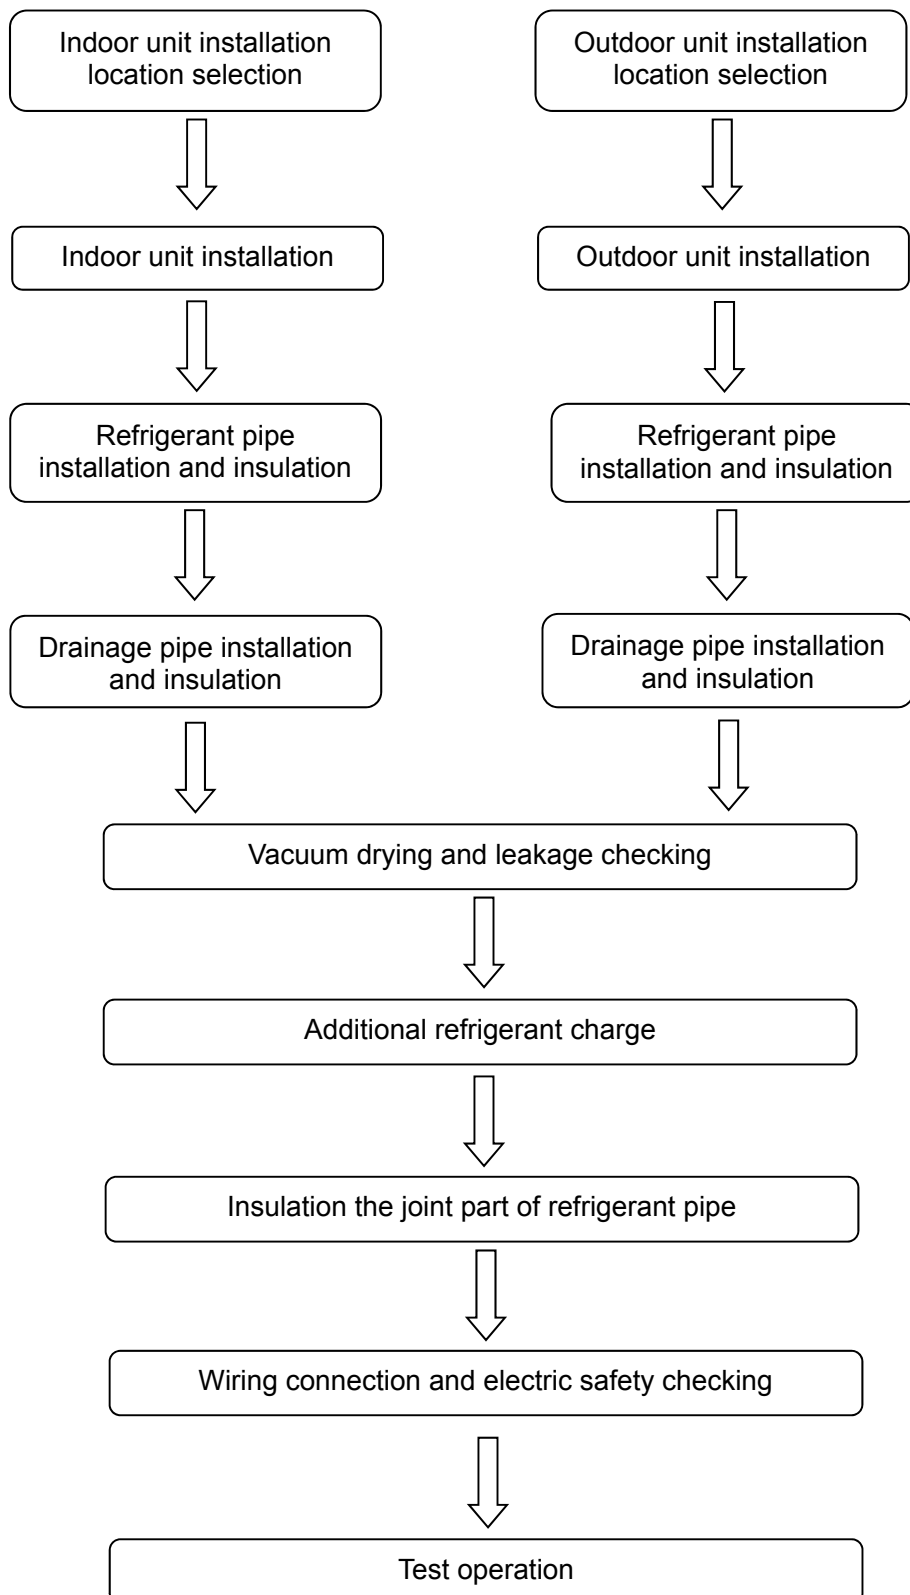 Indoor unit installation
location selection
Outdoor unit installation
location selection
Indoor unit installation
Outdoor unit installation
Refrigerant pipe
installation and insulation
Refrigerant pipe
installation and insulation
Drainage pipe installation
and insulation
Drainage pipe installation
and insulation
Vacuum drying and leakage checking
Additional refrigerant charge
Insulation the joint part of refrigerant pipe
Wiring connection and electric safety checking
Test operation